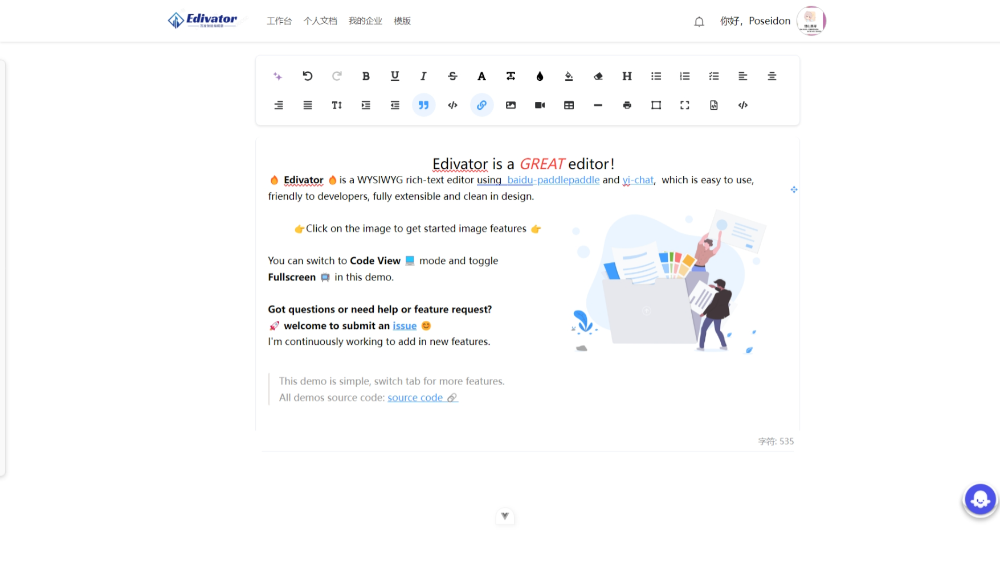 Edivator
工作台 个人文档 我的企业 模版
你好，Poseidon
Edivator is a GREAT editor!
🔥 Edivator 🔥is a WYSIWYG rich-text editor using baidu-paddlepaddle and yi-chat, which is easy to use,
friendly to developers, fully extensible and clean in design.
👉Click on the image to get started image features 👉
You can switch to Code View 💻 mode and toggle
Fullscreen 📺 in this demo.
Got questions or need help or feature request?
🚀 welcome to submit an issue 😊
I'm continuously working to add in new features.
This demo is simple, switch tab for more features.
All demos source code: source code 🔗
字符: 535